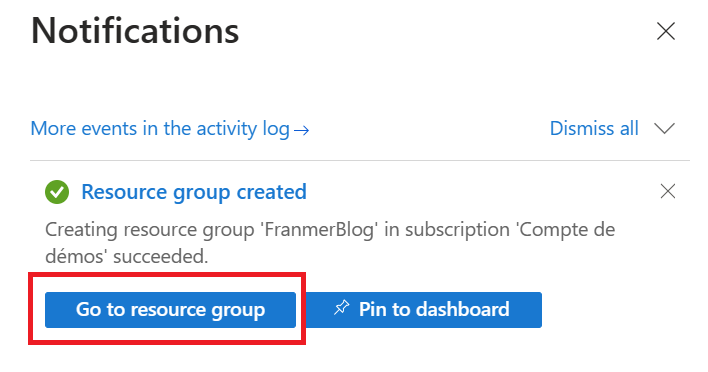 Notifications
More events in the activity log→
Dismiss all
Resource group created
Creating resource group 'FranmerBlog' in subscription 'Compte de
démos' succeeded.
Go to resource group
Pin to dashboard